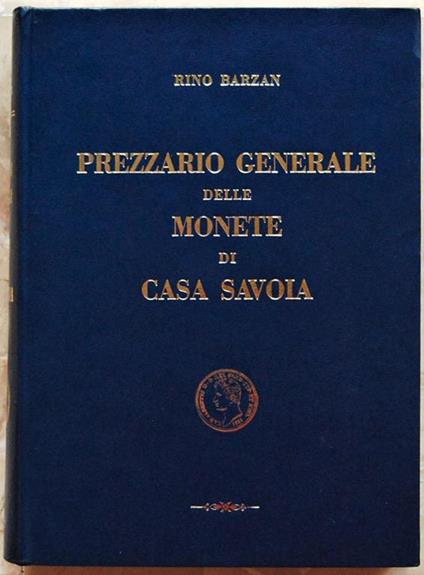 RINO BARZAN
PREZZARIO GENERALE
DELLE
MONETE
DI
CASA SAVOIA